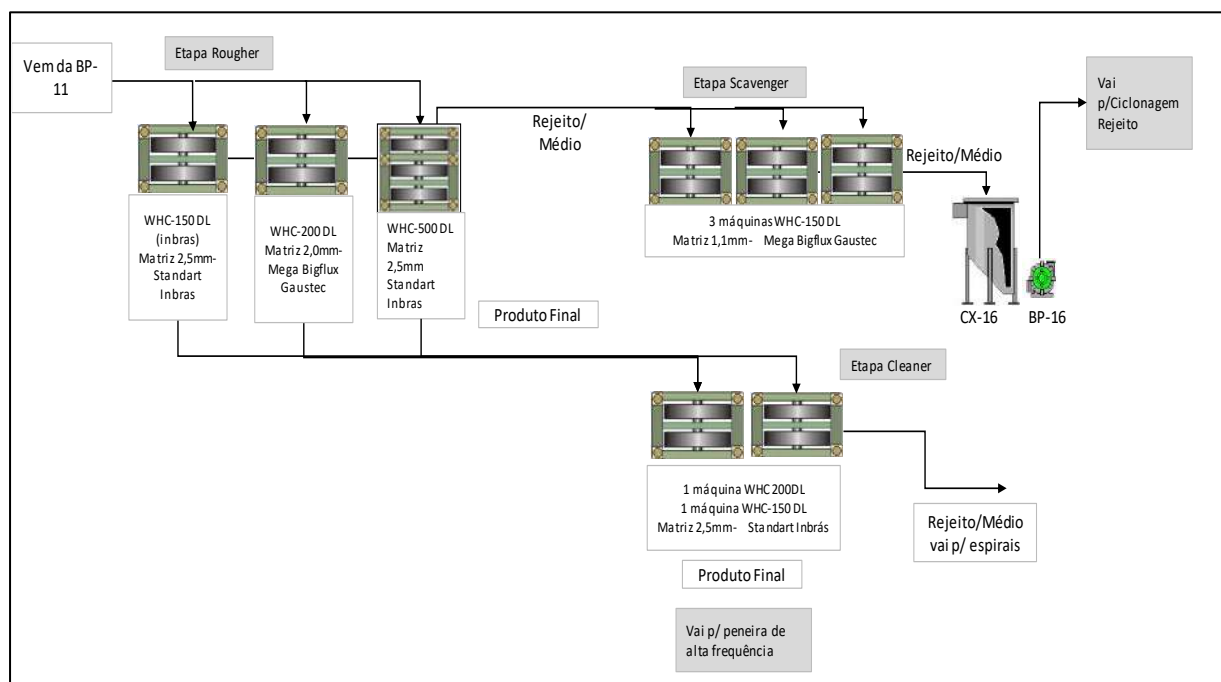 Vem da BP-
11
Etapa Rougher
Etapa Scavenger
Vai
p/Ciclonagem
Rejeito
Rejeito/
Médio
Rejeito/Médio
WHC-150 DL
(inbras)
Matriz 2,5mm-
Standart
Inbras
WHC-200 DL
Matriz 2,0mm-
Mega Bigflux
Gaustec
WHC-500 DL
Matriz
2,5mm
Standart
Inbras
3 máquinas WHC-150 DL
Matriz 1,1mm- Mega Bigflux Gaustec
CX-16
BP-16
Produto Final
Etapa Cleaner
1 máquina WHC 200DL
1 máquina WHC-150 DL
Matriz 2,5mm- Standart Inbrás
Rejeito/Médio
vai p/ espirais
Produto Final
Vai p/ peneira de
alta frequência